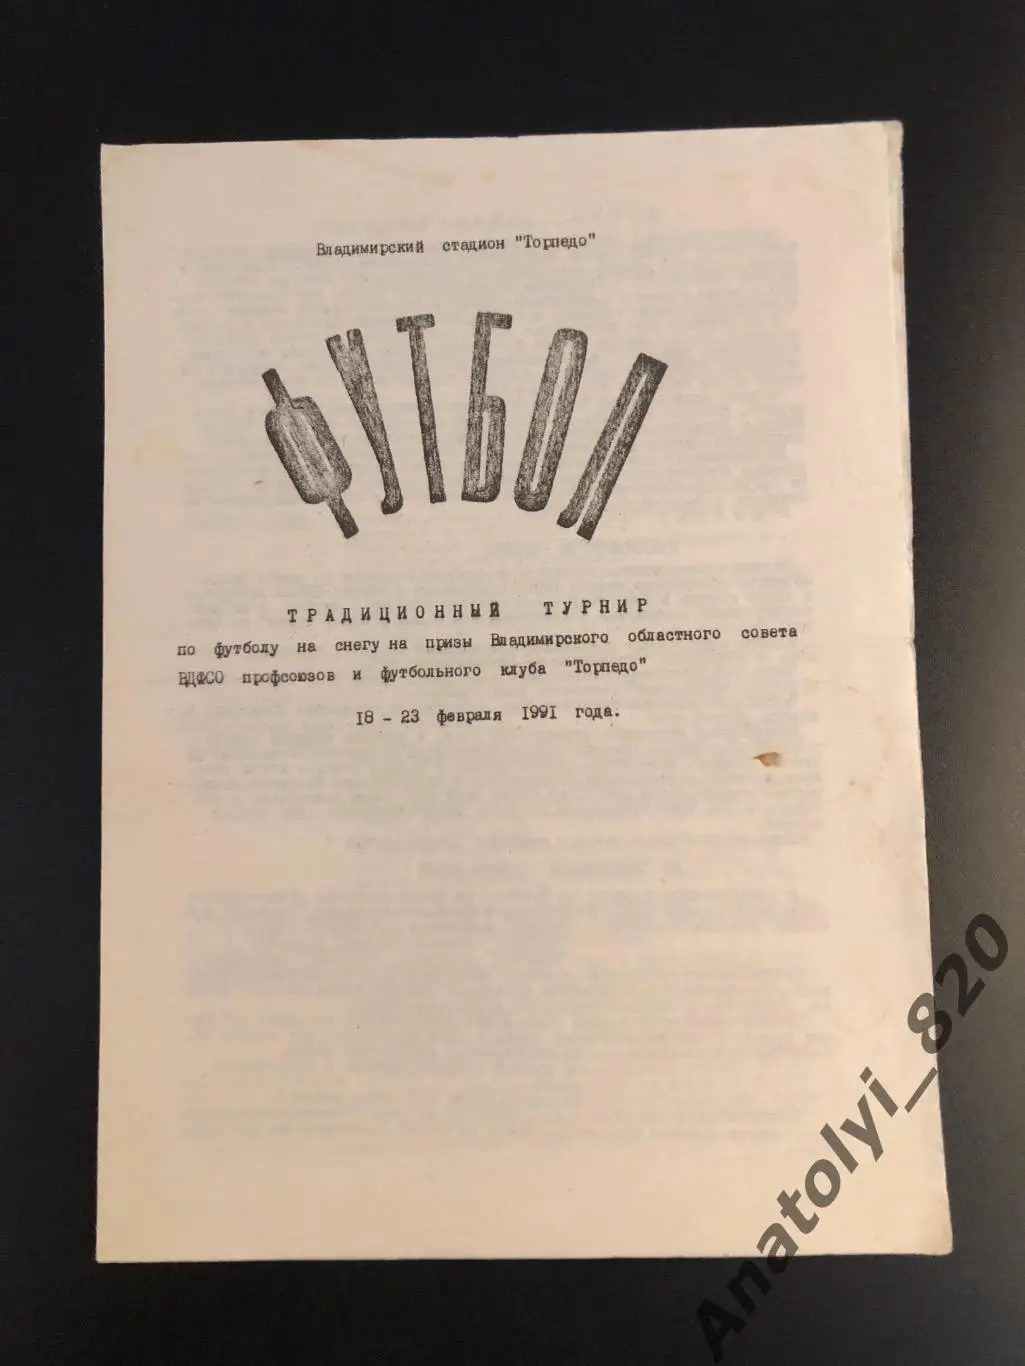 Владимирский стадион "Торпедо"
ФУТБОЛ
ТРАДИЦИОННЫЙ ТУРНИР
по футболу на снегу на призы Владимирского областного совета
ВДФСО профсоюзов и футбольного клуба "Торпедо"
18 - 23 февраля 1991 года.
Anatolyi_820